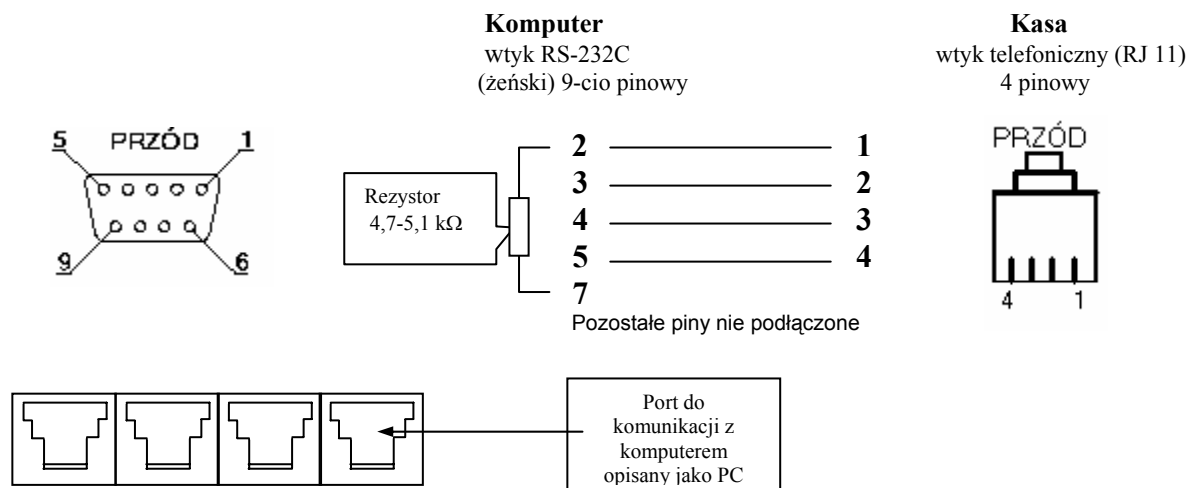 Komputer
wtyk RS-232C
(żeński) 9-cio pinowy
Kasa
wtyk telefoniczny (RJ 11)
4 pinowy
5 PRZÓD 1
9 6
Rezystor
4,7-5,1 kΩ
2 1
3 2
4 3
5 4
7
Pozostałe piny nie podłączone
PRZÓD
4 1
Port do
komunikacji z
komputerem
opisany jako PC